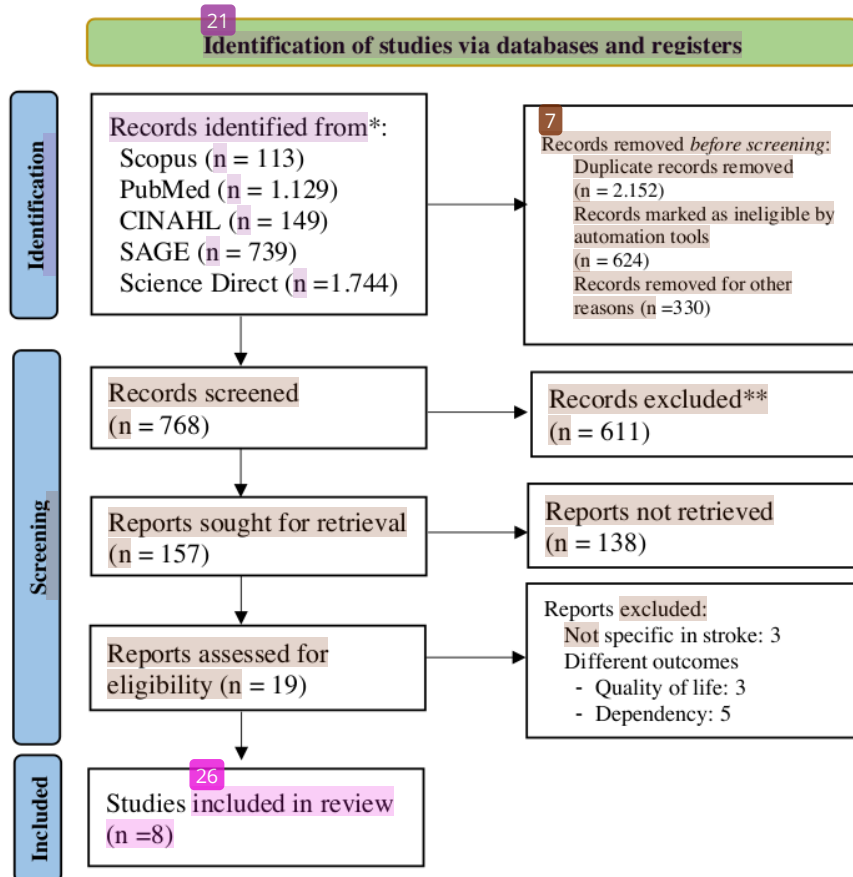 21
Identification of studies via databases and registers
Identification
Records identified from*:
Scopus (n = 113)
PubMed (n = 1.129)
CINAHL (n = 149)
SAGE (n = 739)
Science Direct (n =1.744)
7
Records removed before screening:
Duplicate records removed
(n = 2.152)
Records marked as ineligible by
automation tools
(n = 624)
Records removed for other
reasons (n =330)
Screening
Records screened
(n = 768)
Records excluded**
(n = 611)
Reports sought for retrieval
(n = 157)
Reports not retrieved
(n = 138)
Reports assessed for
eligibility (n = 19)
Reports excluded:
Not specific in stroke: 3
Different outcomes
- Quality of life: 3
- Dependency: 5
Included
26
Studies included in review
(n =8)